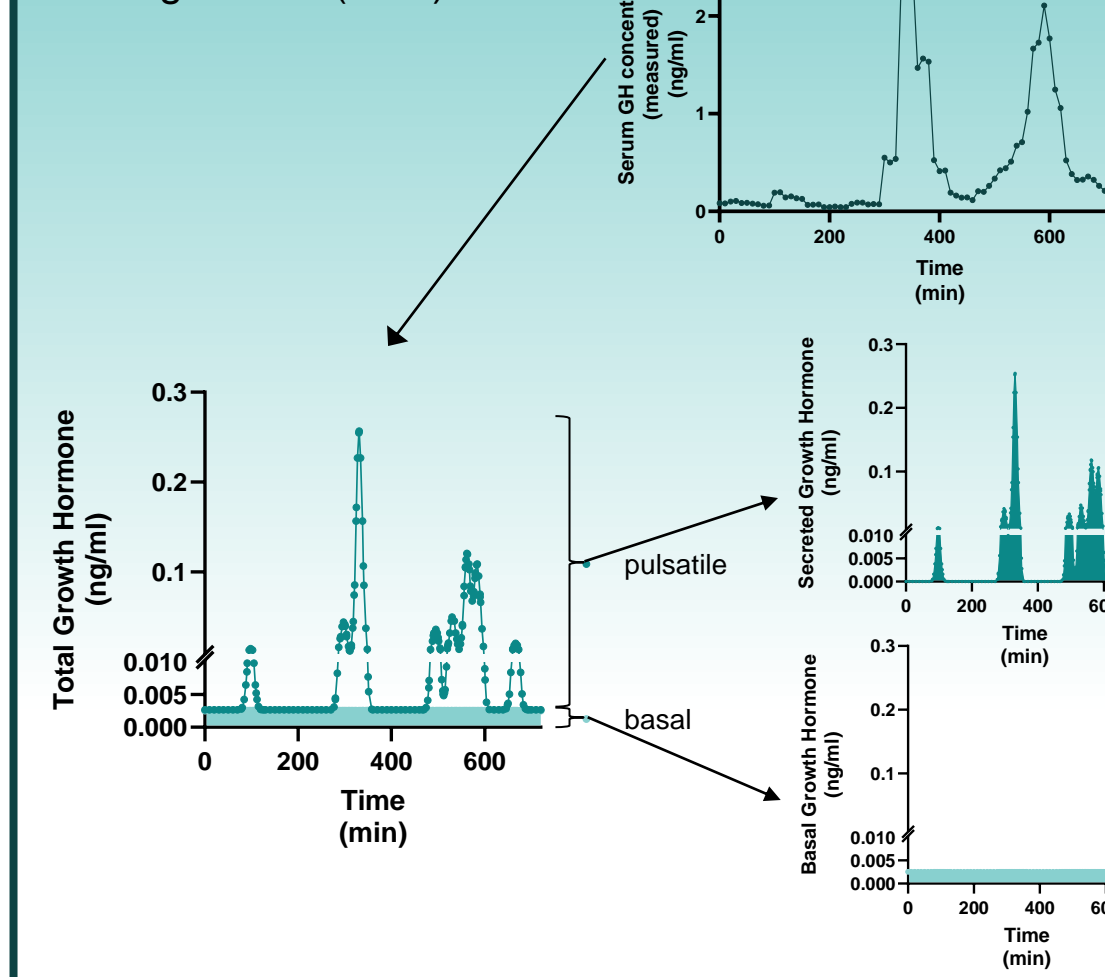 Serum GH concent
(measured)
(ng/ml)
2
1
0
0
200
400
600
Time
(min)
Total Growth Hormone
(ng/ml)
0.3
0.2
0.1
0.010
0.005
0.000
0
200
400
600
Time
(min)
pulsatile
basal
Secreted Growth Hormone
(ng/ml)
0.3
0.2
0.1
0.010
0.005
0.000
0
200
400
Time
(min)
Basal Growth Hormone
(ng/ml)
0.3
0.2
0.1
0.010
0.005
0.000
0
200
400
Time
(min)